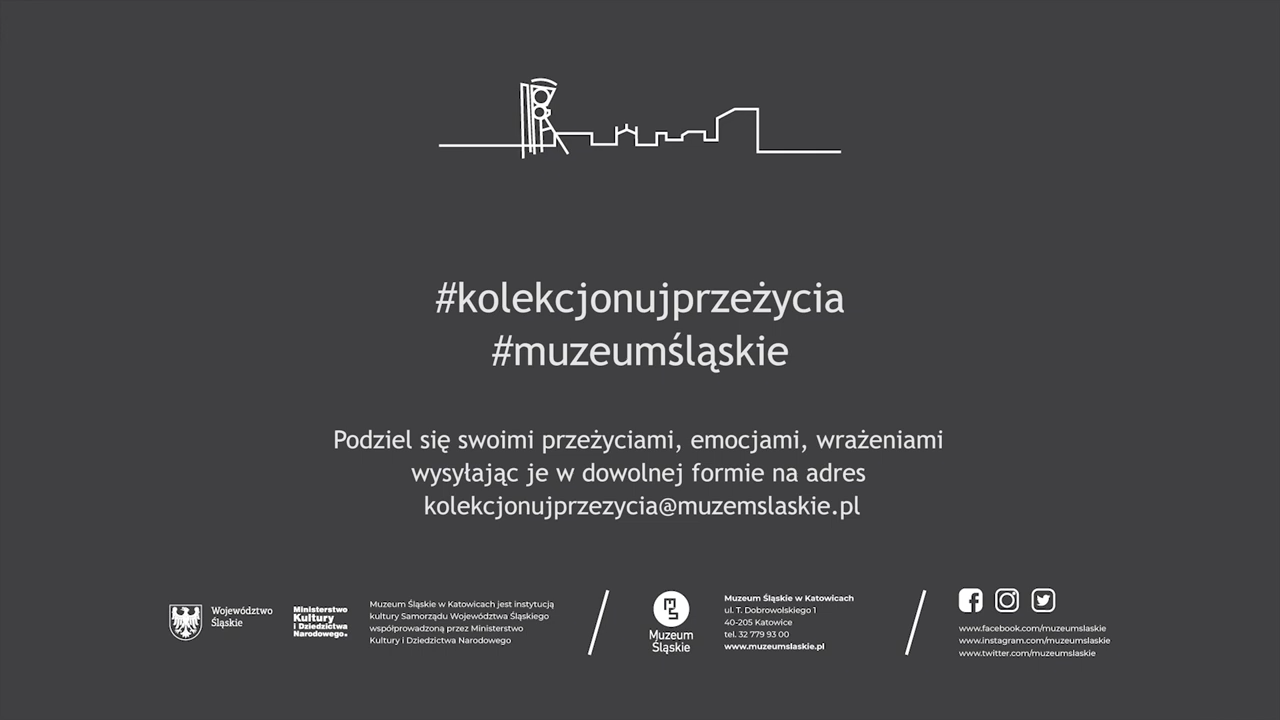 #kolekcjonujprzeżycia
#muzeumśląskie
Podziel się swoimi przeżyciami, emocjami, wrażeniami
wysyłając je w dowolnej formie na adres
kolekcjonujprzezycia@muzemslaskie.pl
Województwo
Śląskie
Ministerstwo
Kultury
i Dziedzictwa
Narodowego.
Muzeum Śląskie w Katowicach jest instytucją
kultury Samorządu Województwa Śląskiego
współprowadzoną przez Ministerstwo
Kultury i Dziedzictwa Narodowego
Muzeum
Śląskie
Muzeum Śląskie w Katowicach
ul. T. Dobrowolskiego 1
40-205 Katowice
tel. 32 779 93 00
www.muzeumslaskie.pl
www.facebook.com/muzeumslaskie
www.instagram.com/muzeumslaskie
www.twitter.com/muzeumslaskie